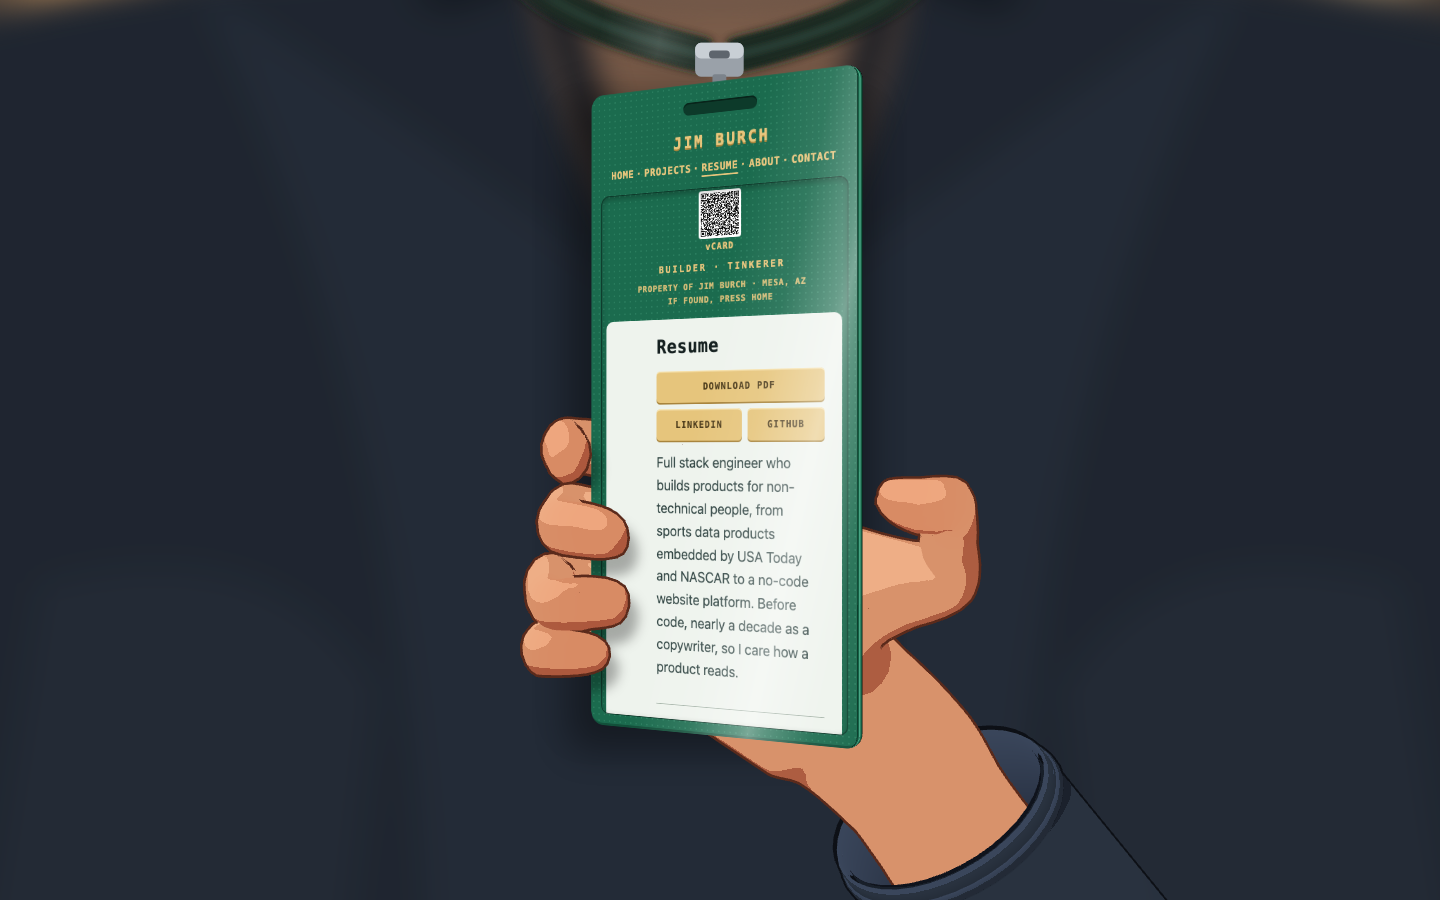 JIM BURCH
HOME · PROJECTS · RESUME · ABOUT · CONTACT
vCARD
BUILDER · TINKERER
PROPERTY OF JIM BURCH · MESA, AZ
IF FOUND, PRESS HOME
Resume
DOWNLOAD PDF
LINKEDIN GITHUB
Full stack engineer who
builds products for non-
technical people, from
sports data products
embedded by USA Today
and NASCAR to a no-code
website platform. Before
code, nearly a decade as a
copywriter, so I care how a
product reads.